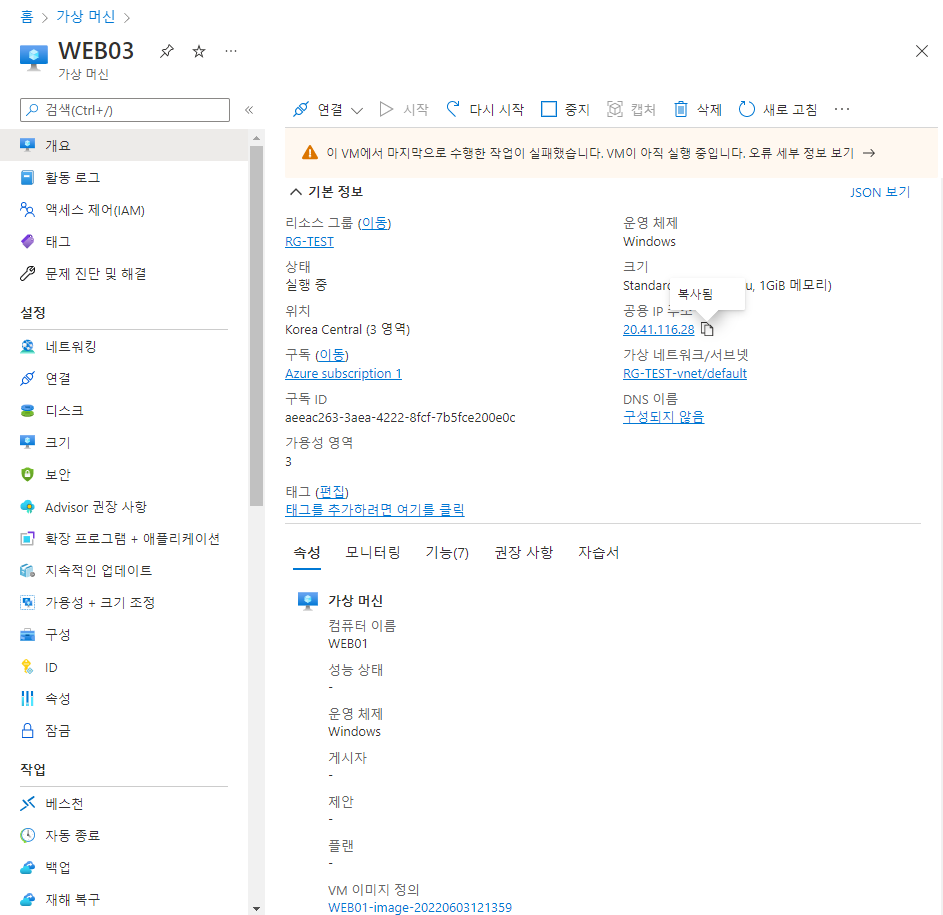 홈 > 가상 머신 >
WEB03
가상 머신
검색(Ctrl+/)
개요
활동 로그
액세스 제어(IAM)
태그
문제 진단 및 해결
설정
네트워킹
연결
디스크
크기
보안
Advisor 권장 사항
확장 프로그램 + 애플리케이션
지속적인 업데이트
가용성 + 크기 조정
구성
ID
속성
잠금
작업
베스천
자동 종료
백업
재해 복구
연결 시작 다시 시작 중지 캡처 삭제 새로 고침
이 VM에서 마지막으로 수행한 작업이 실패했습니다. VM이 아직 실행 중입니다. 오류 세부 정보 보기 →
기본 정보
JSON 보기
리소스 그룹 (이동)
RG-TEST
상태
실행 중
위치
Korea Central (3 영역)
구독 (이동)
Azure subscription 1
구독 ID
aeeac263-3aea-4222-8fcf-7b5fce200e0c
가용성 영역
3
운영 체제
Windows
크기
1GiB 메모리)
복사됨
공용 IP 주소
20.41.116.28
가상 네트워크/서브넷
RG-TEST-vnet/default
DNS 이름
구성되지 않음
태그 (편집)
태그를 추가하려면 여기를 클릭
속성 모니터링 기능(7) 권장 사항 자습서
가상 머신
컴퓨터 이름
WEB01
성능 상태
-
운영 체제
Windows
게시자
-
제안
-
플랜
-
VM 이미지 정의
WEB01-image-20220603121359